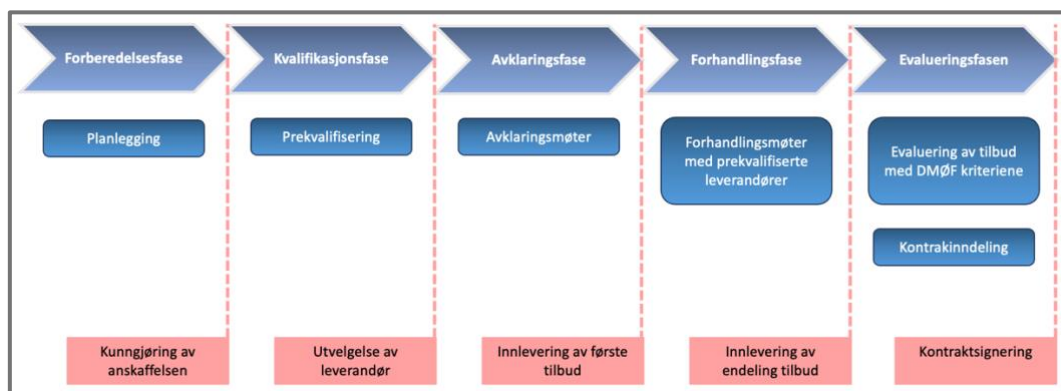 Forberedelsesfase
Kvalifikasjonsfase
Avklaringsfase
Forhandlingsfase
Evalueringsfasen
Planlegging
Prekvalifisering
Avklaringsmøter
Forhandlingsmøter
med prekvalifiserte
leverandører
Evaluering av tilbud
med DMØF kriteriene
Kontrakinndeling
Kunngjøring av
anskaffelsen
Utvelgelse av
leverandør
Innlevering av første
tilbud
Innlevering av
endeling tilbud
Kontraktsignering